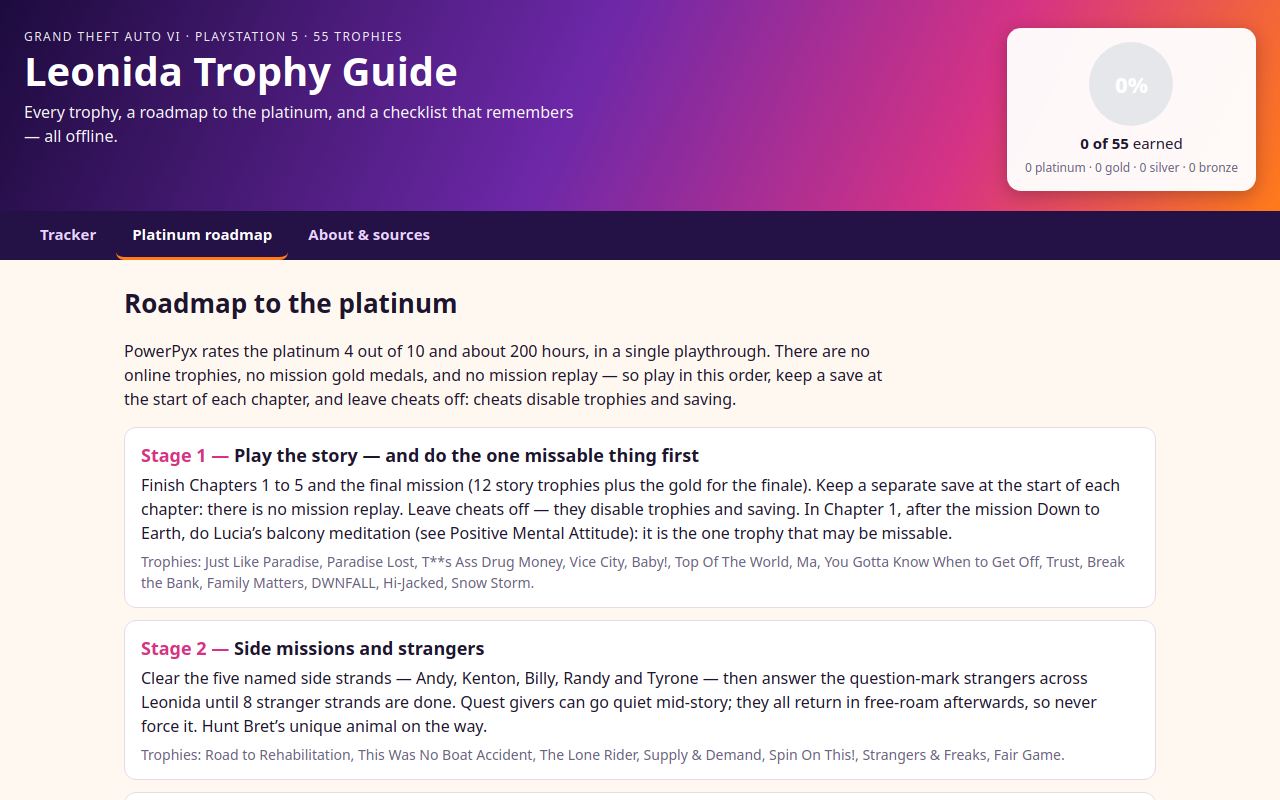 GRAND THEFT AUTO VI · PLAYSTATION 5 · 55 TROPHIES
Leonida Trophy Guide
Every trophy, a roadmap to the platinum, and a checklist that remembers
— all offline.
0%
0 of 55 earned
0 platinum · 0 gold · 0 silver · 0 bronze
Tracker
Platinum roadmap
About & sources
Roadmap to the platinum
PowerPyx rates the platinum 4 out of 10 and about 200 hours, in a single playthrough. There are no
online trophies, no mission gold medals, and no mission replay — so play in this order, keep a save at
the start of each chapter, and leave cheats off: cheats disable trophies and saving.
Stage 1 — Play the story — and do the one missable thing first
Finish Chapters 1 to 5 and the final mission (12 story trophies plus the gold for the finale). Keep a separate save at the start of each
chapter: there is no mission replay. Leave cheats off — they disable trophies and saving. In Chapter 1, after the mission Down to
Earth, do Lucia’s balcony meditation (see Positive Mental Attitude): it is the one trophy that may be missable.
Trophies: Just Like Paradise, Paradise Lost, T**s Ass Drug Money, Vice City, Baby!, Top Of The World, Ma, You Gotta Know When to Get Off, Trust, Break
the Bank, Family Matters, DWNFALL, Hi-Jacked, Snow Storm.
Stage 2 — Side missions and strangers
Clear the five named side strands — Andy, Kenton, Billy, Randy and Tyrone — then answer the question-mark strangers across
Leonida until 8 stranger strands are done. Quest givers can go quiet mid-story; they all return in free-roam afterwards, so never
force it. Hunt Bret’s unique animal on the way.
Trophies: Road to Rehabilitation, This Was No Boat Accident, The Lone Rider, Supply & Demand, Spin On This!, Strangers & Freaks, Fair Game.